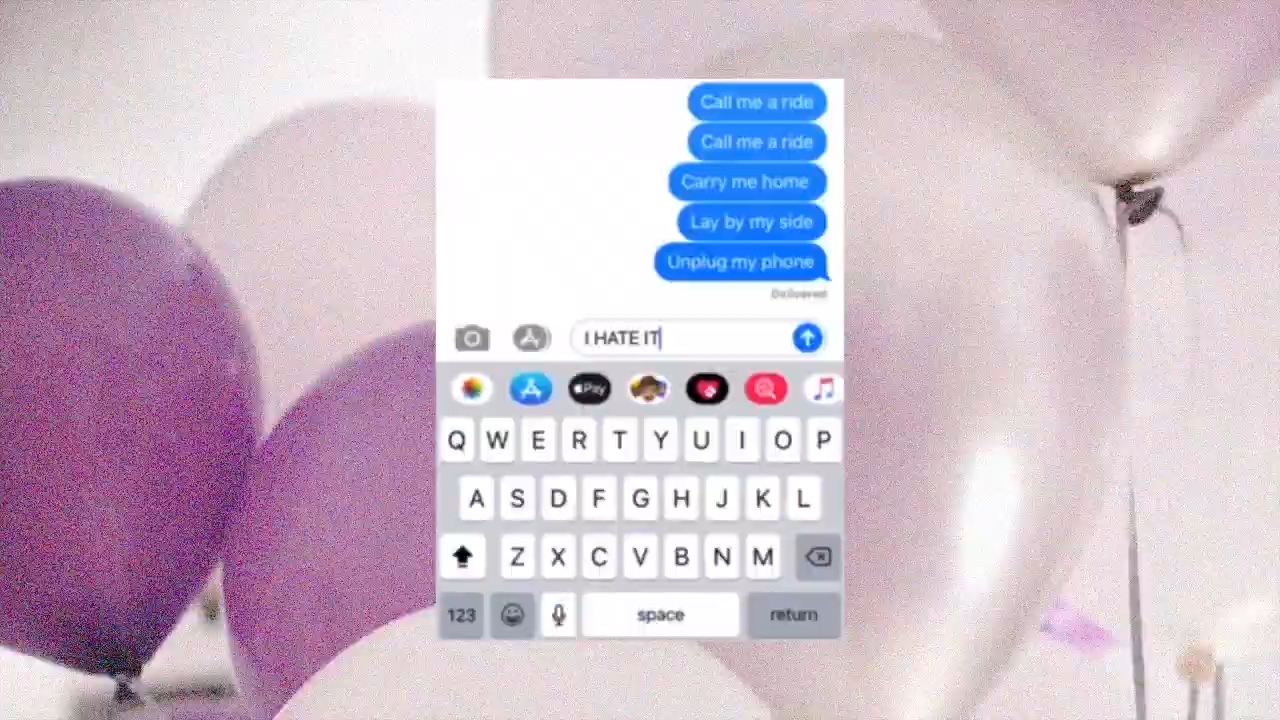 Call me a ride
Call me a ride
Carry me home
Lay by my side
Unplug my phone
Delivered
I HATE IT
Pay
Q W E R T Y U I O P
A S D F G H J K L
Z X C V B N M
123 space return